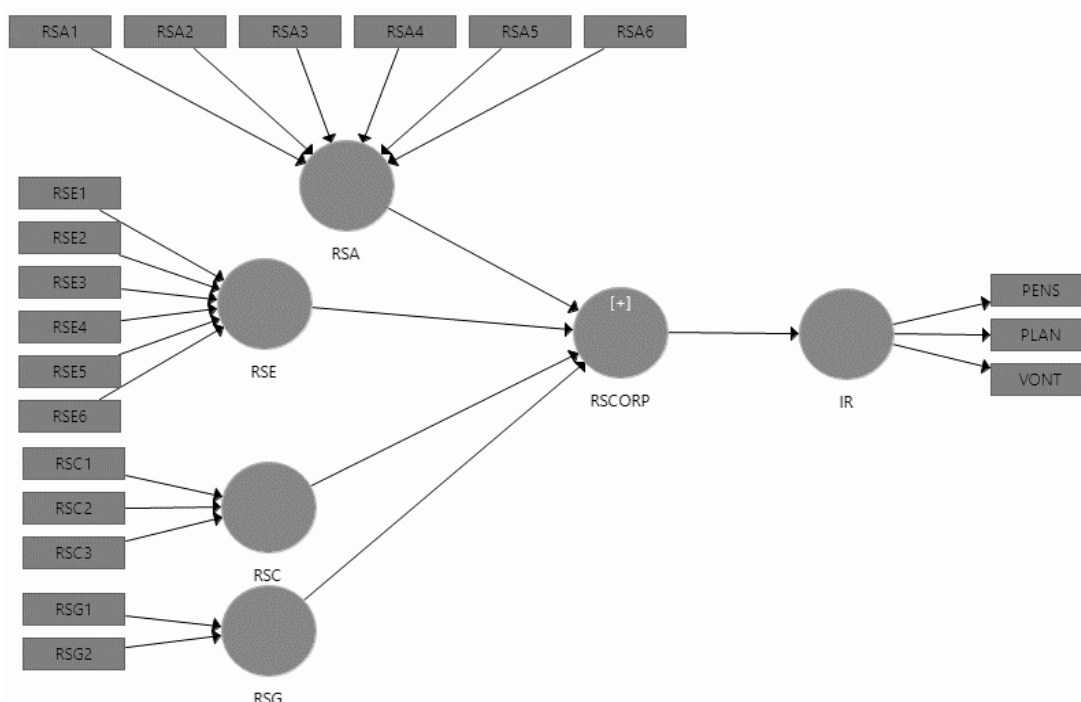 RSA1 RSA2 RSA3 RSA4 RSA5 RSA6
RSA
RSE1
RSE2
RSE3
RSE4
RSE5
RSE6
RSE
[+]
RSCORP
IR
PENS
PLAN
VONT
RSC1
RSC2
RSC3
RSC
RSG1
RSG2
RSG